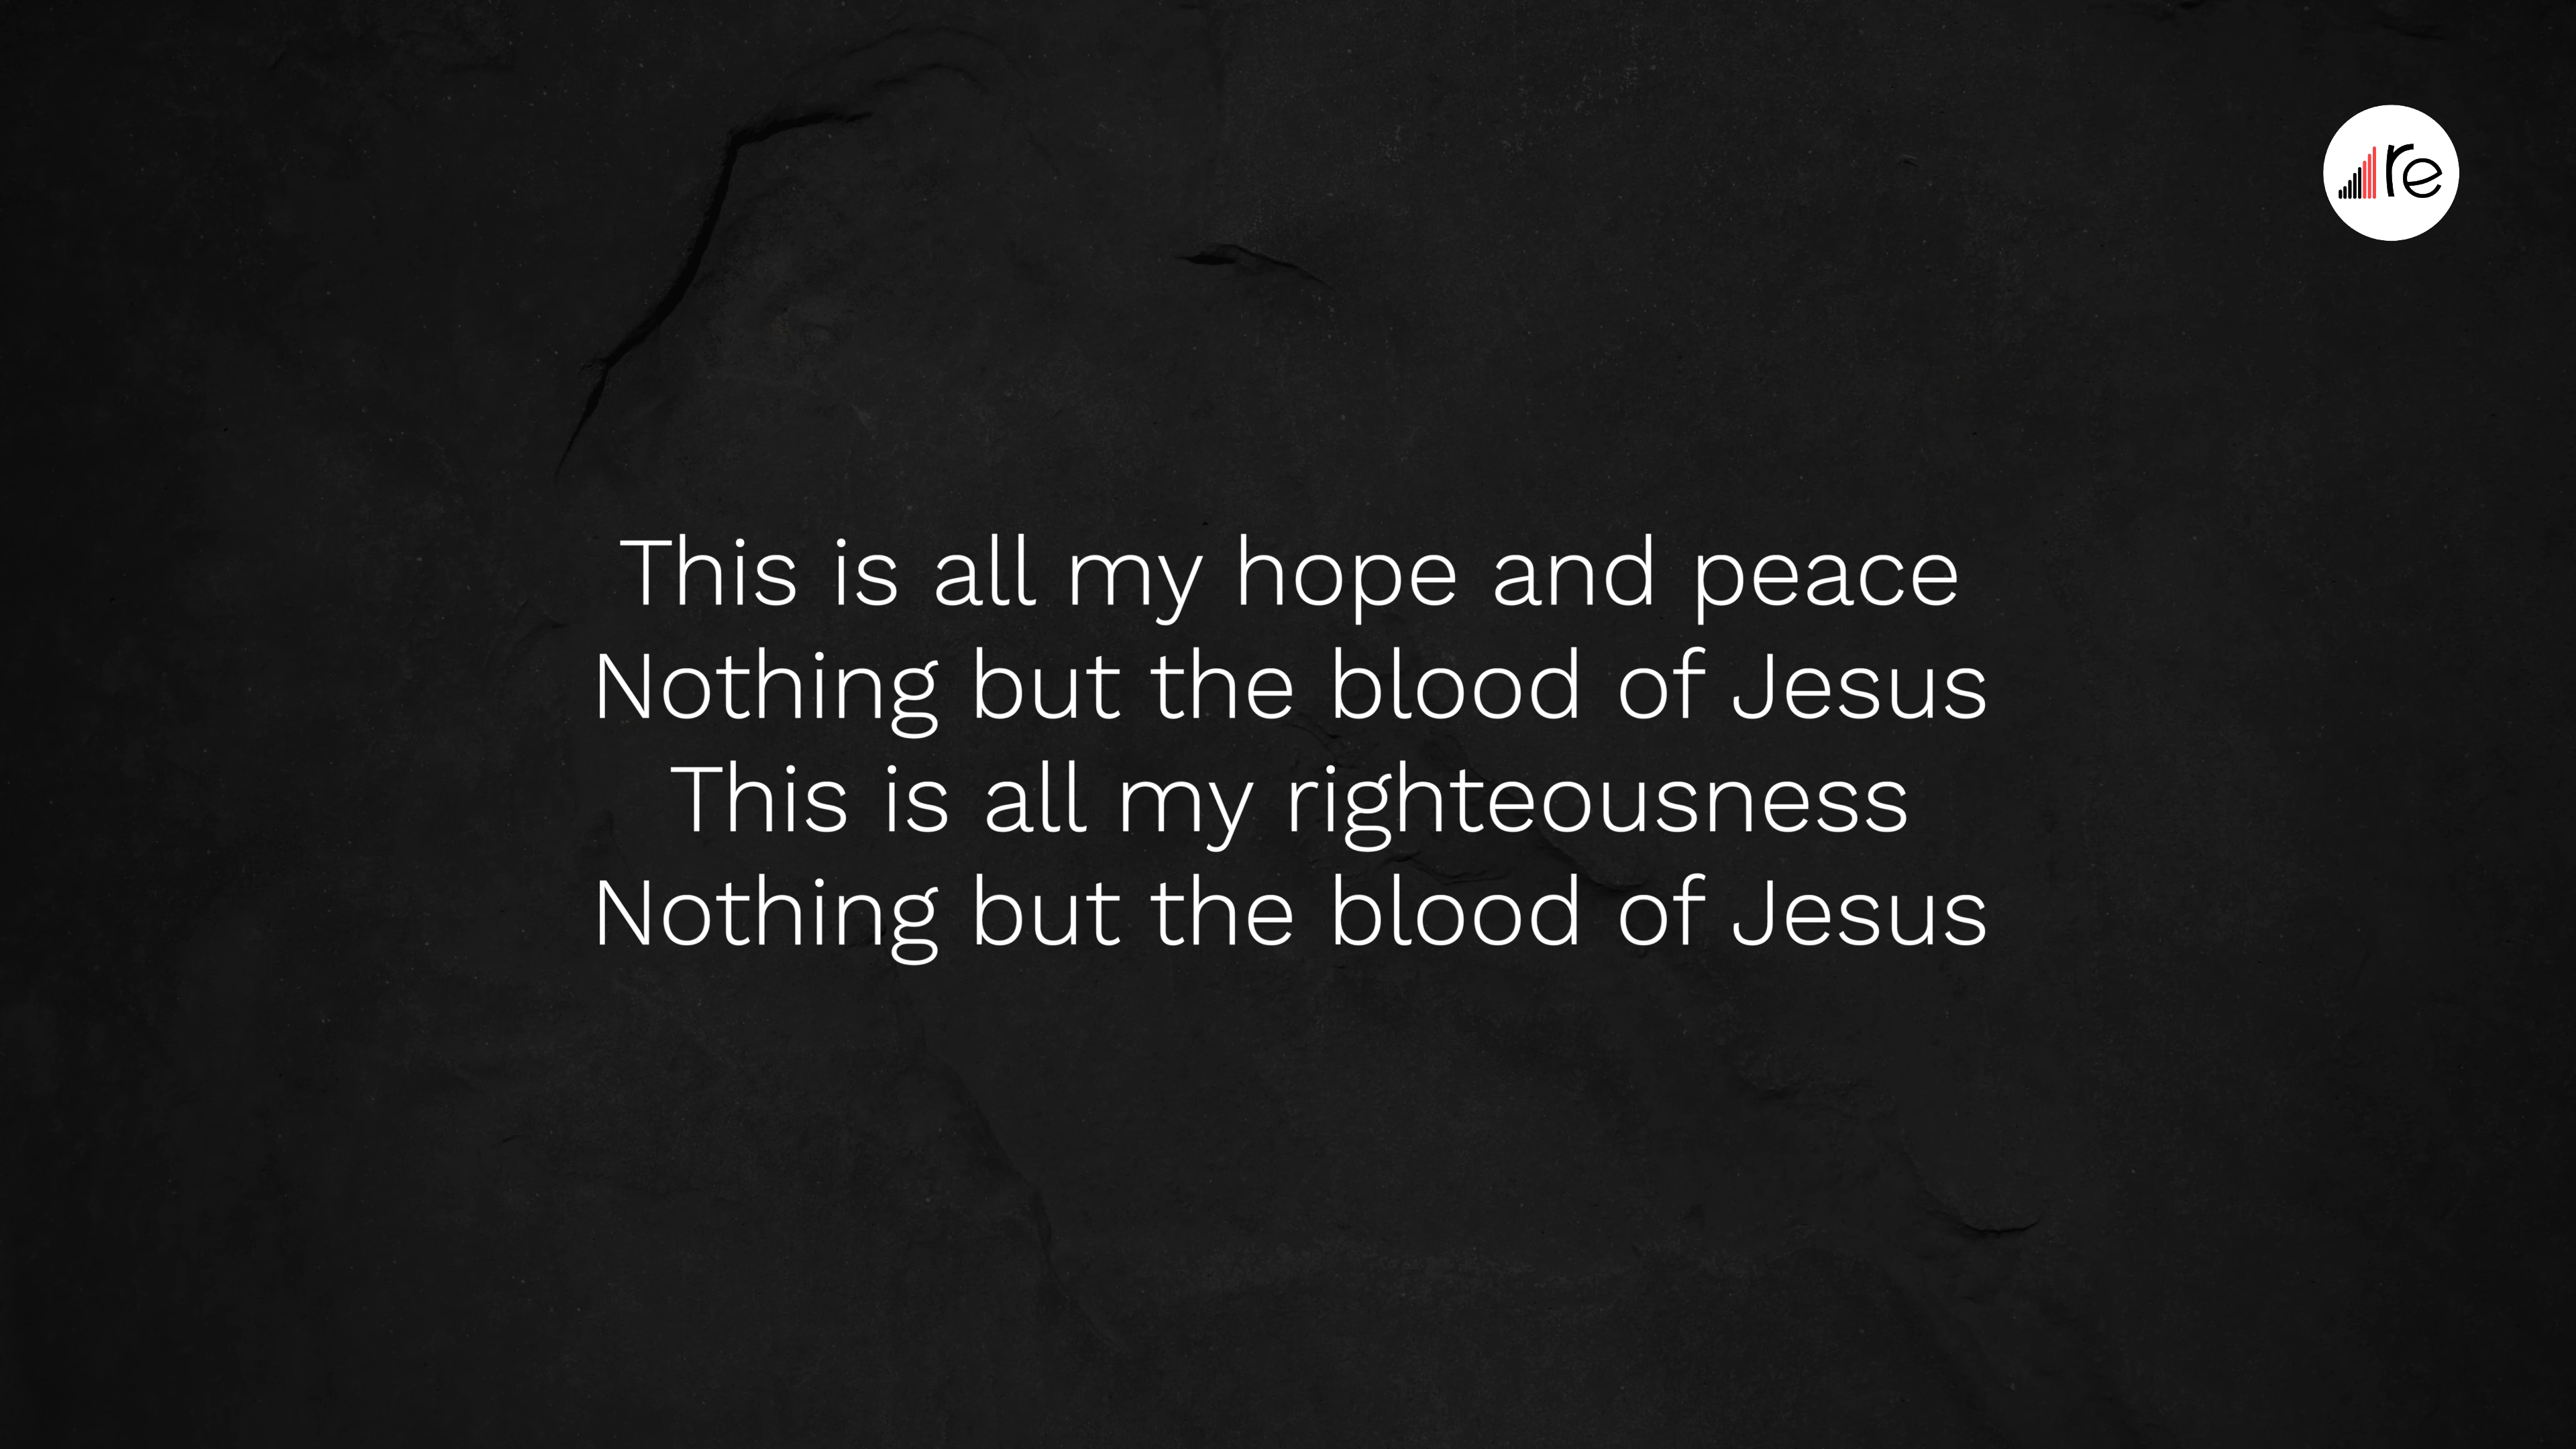 re
This is all my hope and peace
Nothing but the blood of Jesus
This is all my righteousness
Nothing but the blood of Jesus